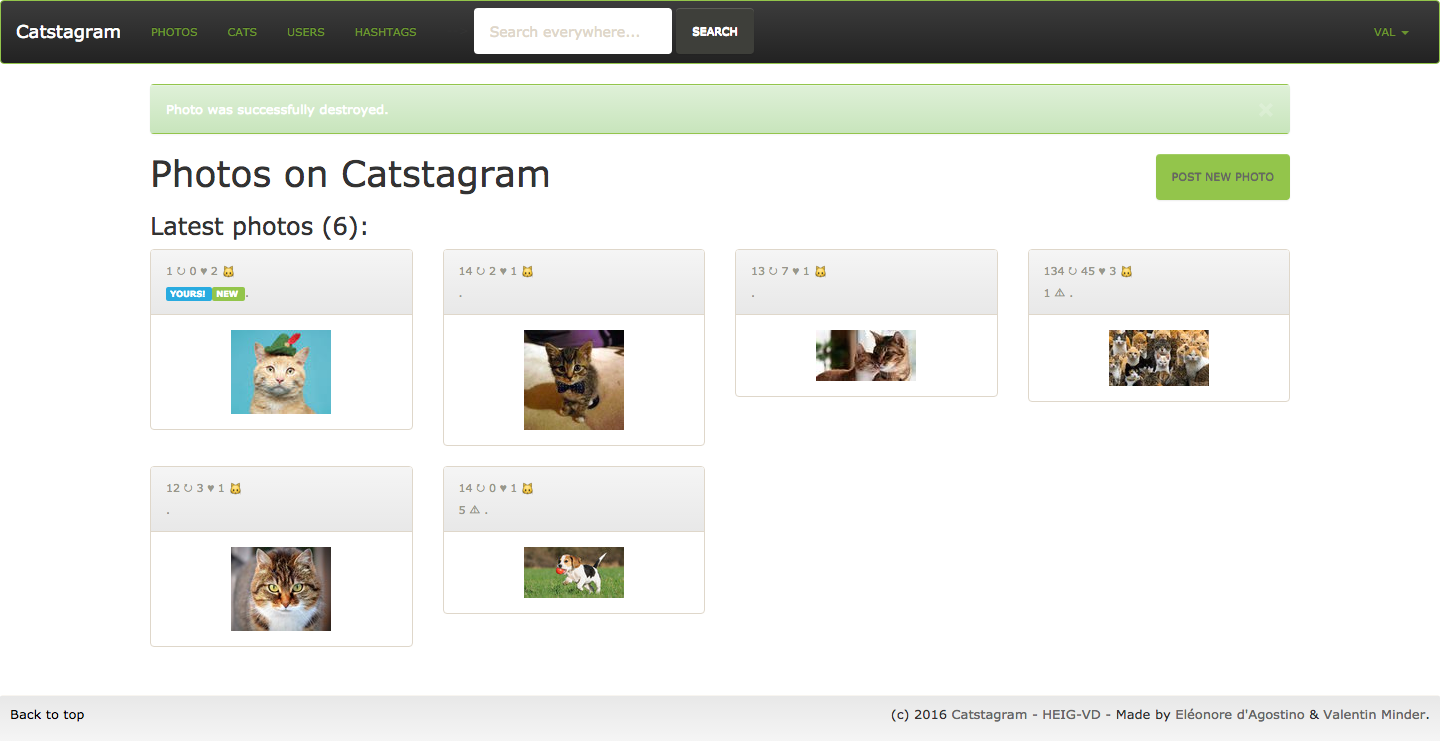 Catstagram PHOTOS CATS USERS HASHTAGS Search everywhere... SEARCH VAL
Photo was successfully destroyed. ×
Photos on Catstagram
POST NEW PHOTO
Latest photos (6):
1 ↻ 0 ♥ 2 🐱
YOURS! NEW .
14 ↻ 2 ♥ 1 🐱
.
13 ↻ 7 ♥ 1 🐱
.
134 ↻ 45 ♥ 3 🐱
1 ⚠ .
12 ↻ 3 ♥ 1 🐱
.
14 ↻ 0 ♥ 1 🐱
5 ⚠ .
Back to top
(c) 2016 Catstagram - HEIG-VD - Made by Eléonore d'Agostino & Valentin Minder.